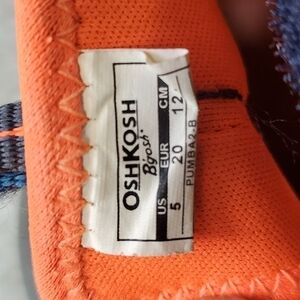 OSHKOSH
B'gosh
US EUR CM
5 20 12
PUMBA2-B